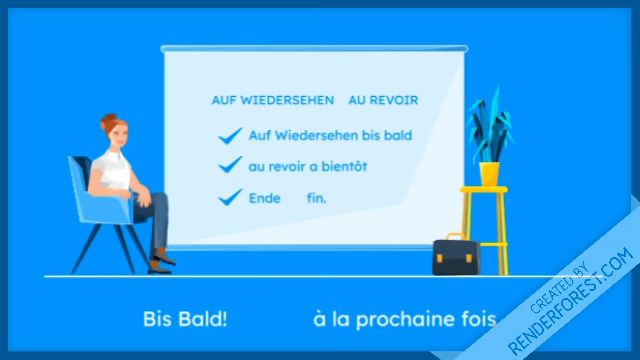 AUF WIEDERSEHEN AU REVOIR
Auf Wiedersehen bis bald
au revoir a bientôt
Ende fin.
Bis Bald! à la prochaine fois
CREATED BY
RENDERFOREST.COM